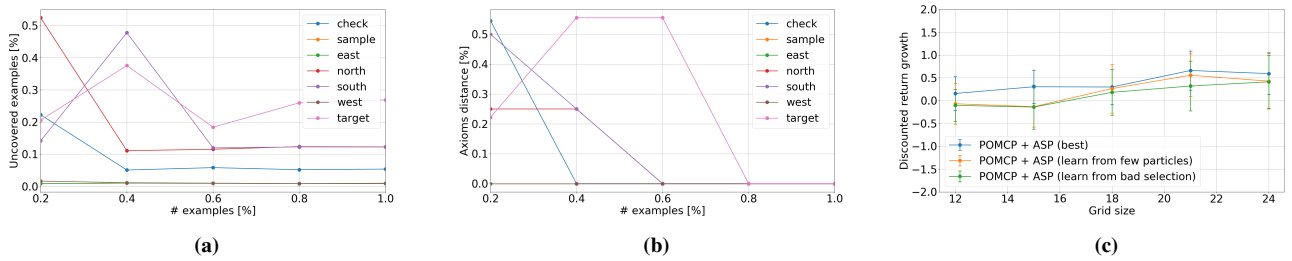 Uncovered examples [%]
0.5
0.4
0.3
0.2
0.1
0.0
0.2
0.4
0.6
0.8
1.0
# examples [%]
check
sample
east
north
south
west
target
(a)
Axioms distance [%]
0.5
0.4
0.3
0.2
0.1
0.0
0.2
0.4
0.6
0.8
1.0
# examples [%]
check
sample
east
north
south
west
target
(b)
Discounted return growth
2.0
1.5
1.0
0.5
0.0
−0.5
−1.0
−1.5
−2.0
POMCP + ASP (best)
POMCP + ASP (learn from few particles)
POMCP + ASP (learn from bad selection)
12
14
16
18
20
22
24
Grid size
(c)